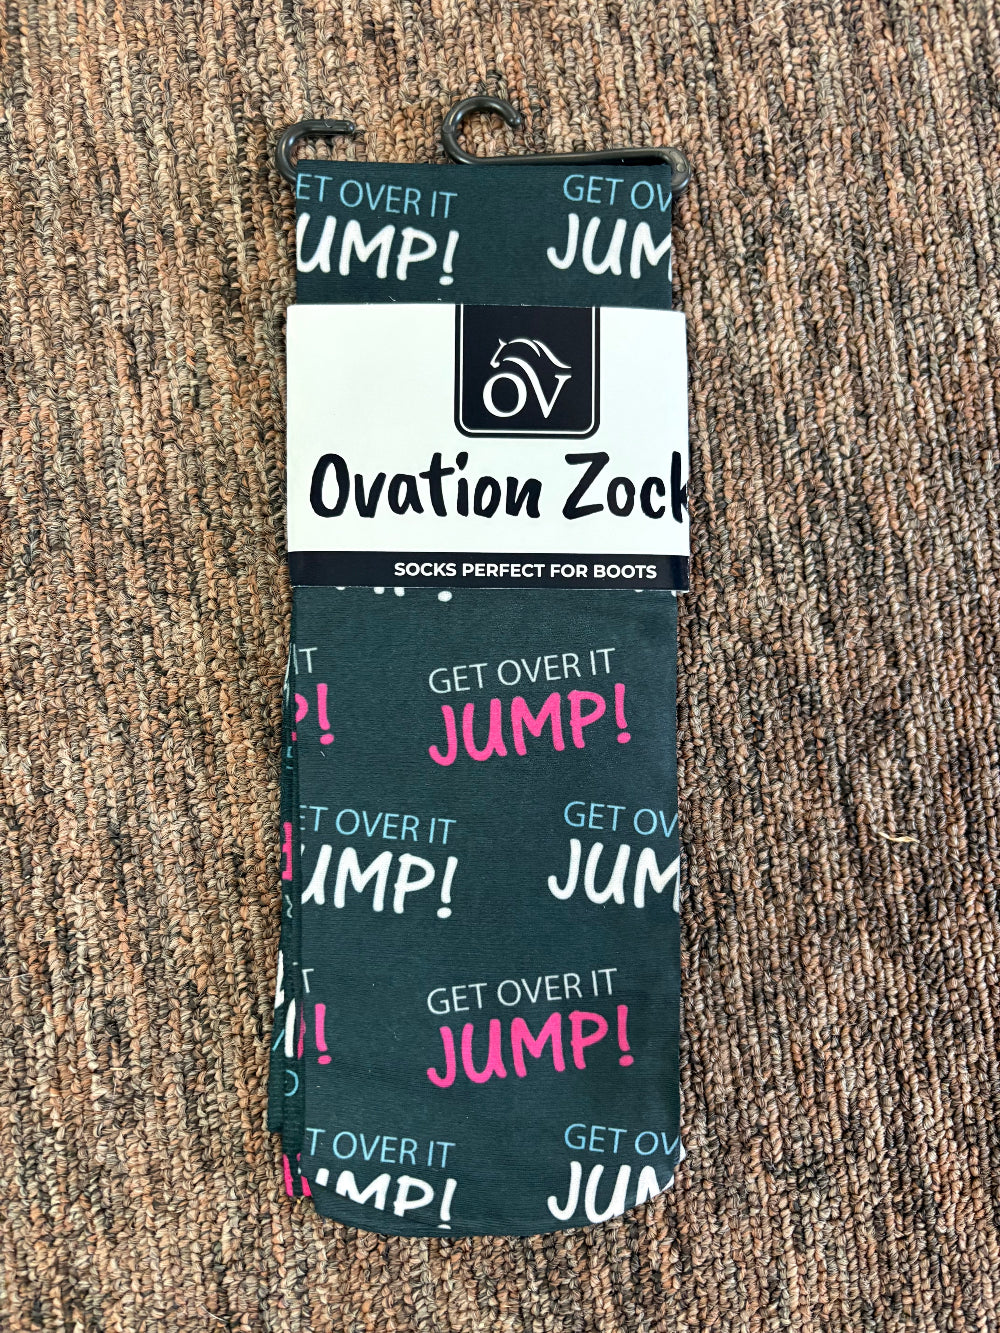 ET OVER IT
UMP!
GET OV
JUM
OV
Ovation Zock
SOCKS PERFECT FOR BOOTS
IT
P!
GET OVER IT
JUMP!
ET OVER IT
UMP!
GET OV
JUM
T
!
GET OVER IT
JUMP!
T OVER IT
UMP!
GET OV
JUM